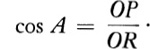 cos A = OP/OR.